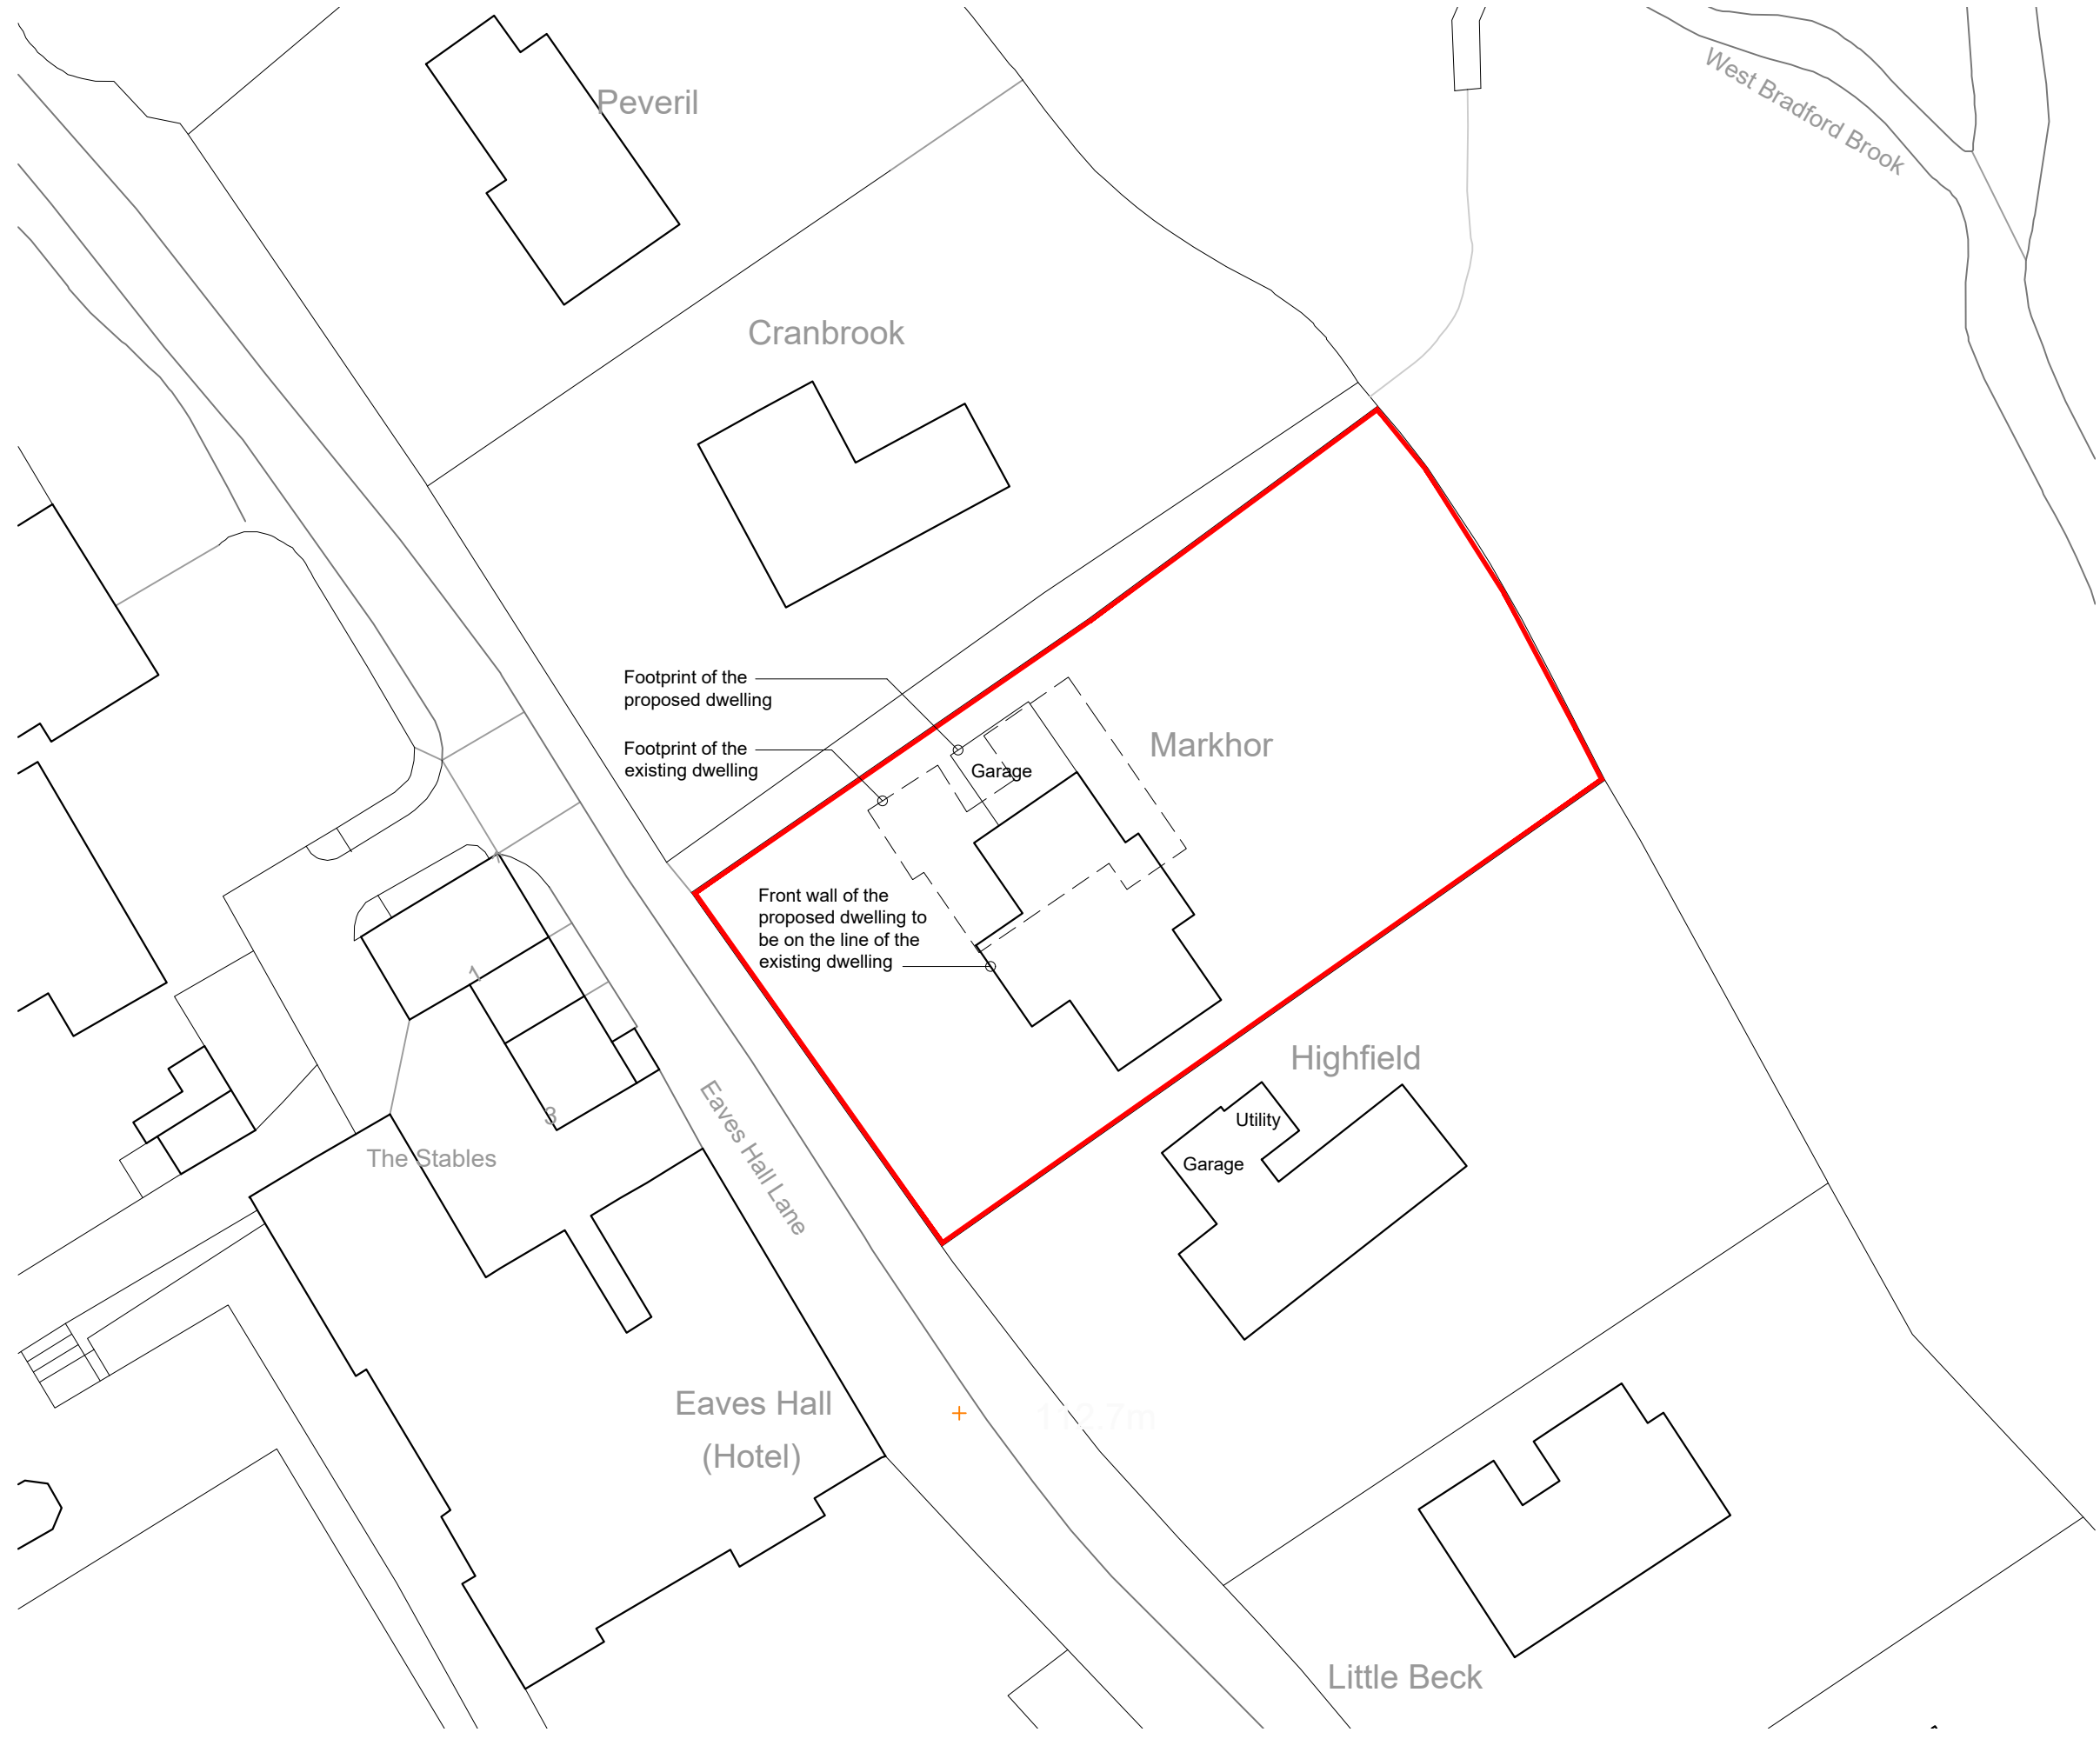 Peveril
West Bradford Brook
Cranbrook
Footprint of the
proposed dwelling
Footprint of the
existing dwelling
Markhor
Garage
Front wall of the
proposed dwelling to
be on the line of the
existing dwelling
1
3
The Stables
Eaves Hall Lane
Highfield
Utility
Garage
Eaves Hall
(Hotel)
112.7m
Little Beck